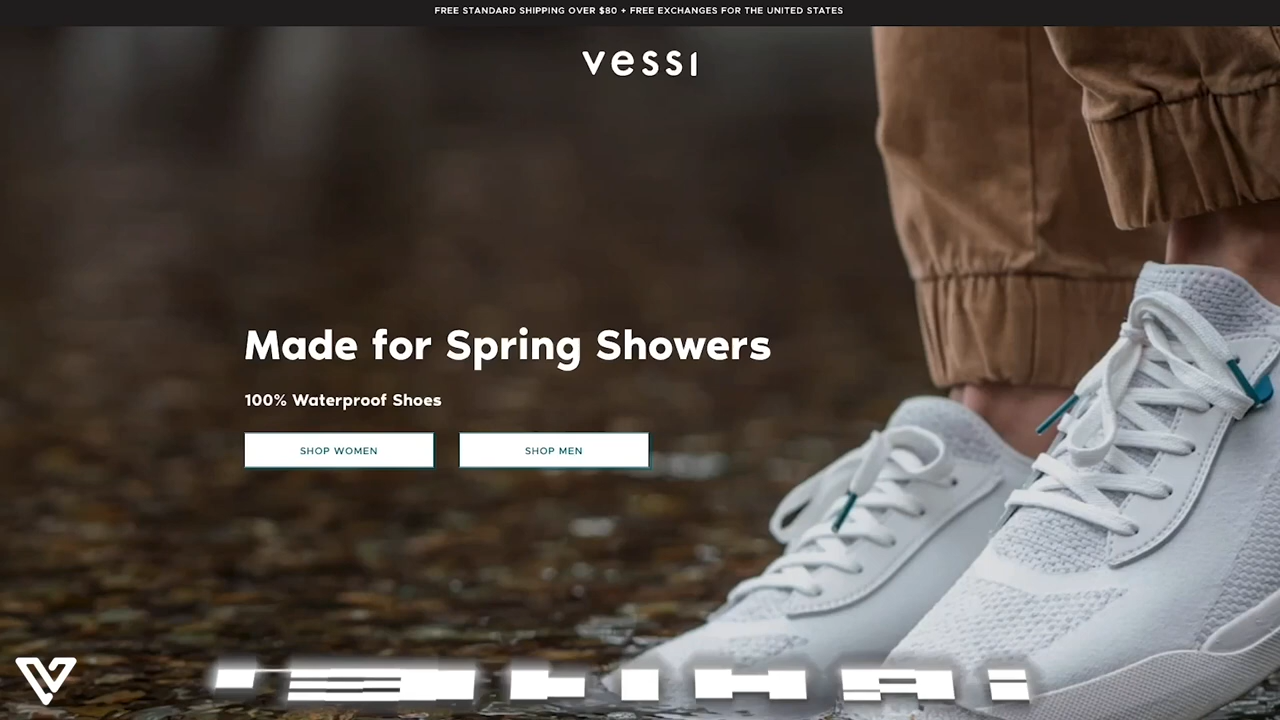 FREE STANDARD SHIPPING OVER $80 + FREE EXCHANGES FOR THE UNITED STATES
vessi
Made for Spring Showers
100% Waterproof Shoes
SHOP WOMEN
SHOP MEN